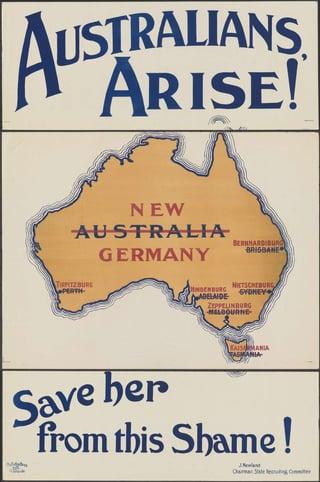 AUSTRALIANS,
ARISE!
NEW
AUSTRALIA
GERMANY
BERNHARDIBURG
BRISBANE
TIRPITZBURG
PERTH
HINDENBURG
ADELAIDE
NIETSCHEBURG
SYDNEY
ZEPPELINBURG
MELBOURNE
KAISERMANIA
TASMANIA
Save her
from this Shame!
J. Newland
Chairman State Recruiting Committee